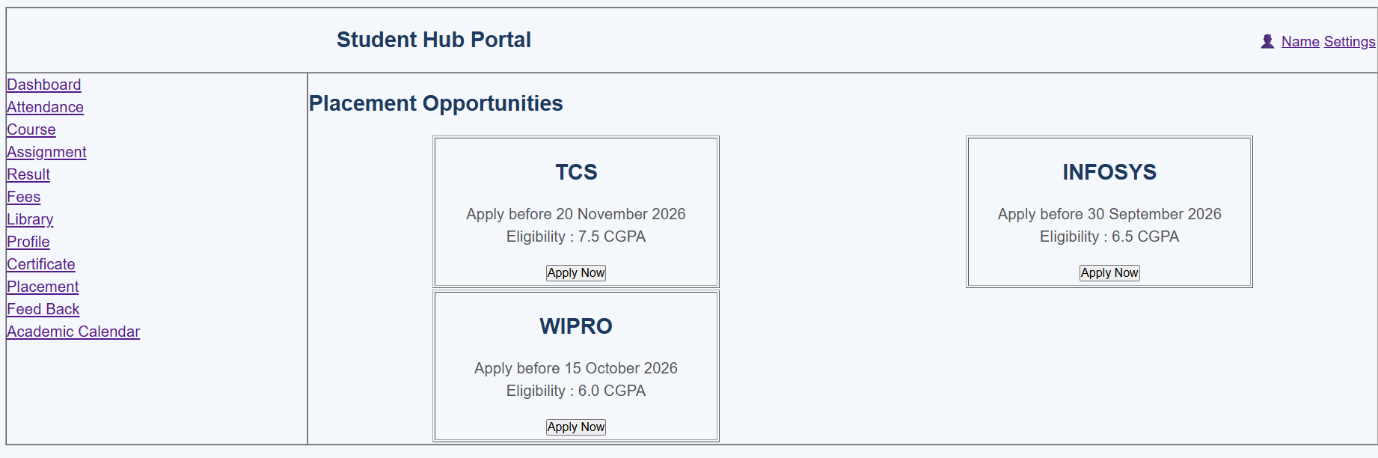 Student Hub Portal
Name Settings
Dashboard
Attendance
Course
Assignment
Result
Fees
Library
Profile
Certificate
Placement
Feed Back
Academic Calendar
Placement Opportunities
TCS
Apply before 20 November 2026
Eligibility : 7.5 CGPA
Apply Now
INFOSYS
Apply before 30 September 2026
Eligibility : 6.5 CGPA
Apply Now
WIPRO
Apply before 15 October 2026
Eligibility : 6.0 CGPA
Apply Now